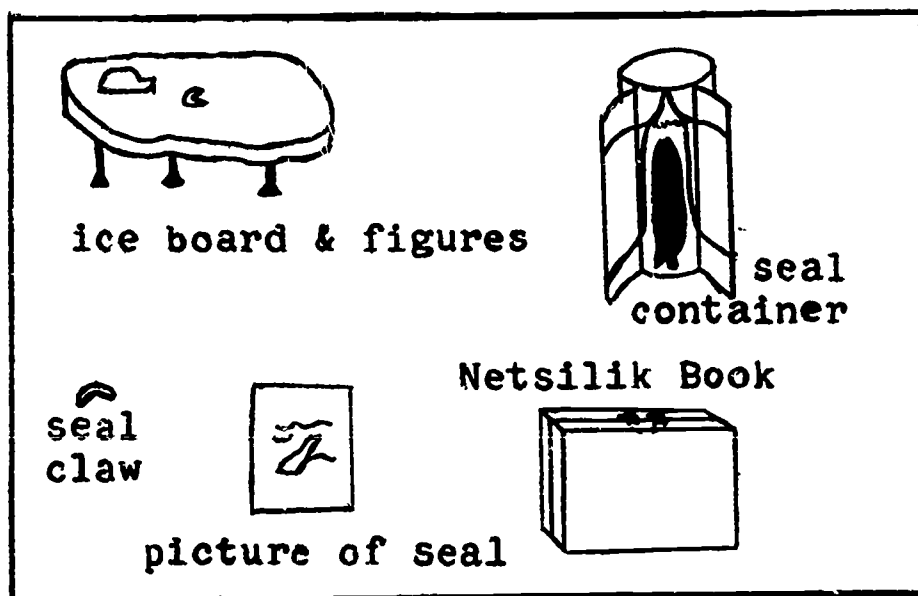 ice board & figures
seal
container
Netsilik Book
seal
claw
picture of seal